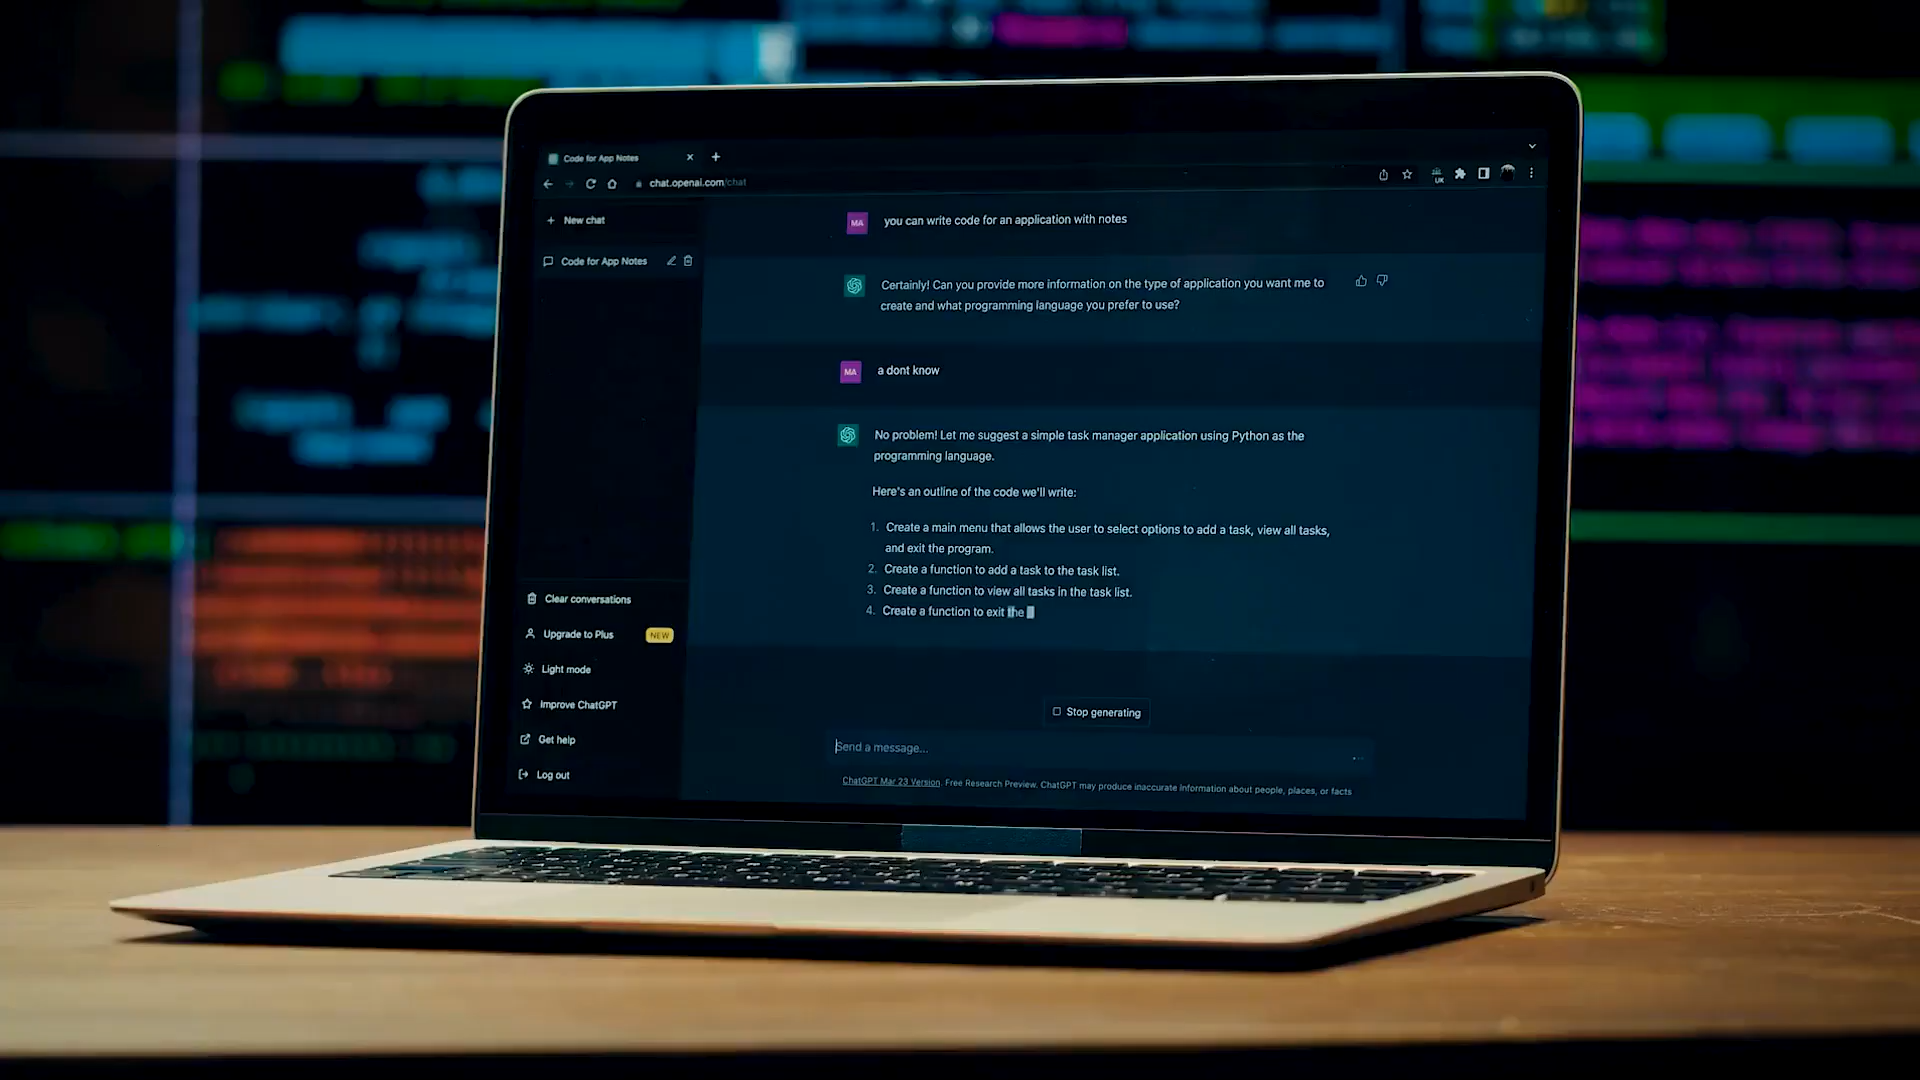 Code for App Notes
chat.openai.com/chat
UK
New chat
Code for App Notes
Clear conversations
Upgrade to Plus NEW
Light mode
Improve ChatGPT
Get help
Log out
MA you can write code for an application with notes
Certainly! Can you provide more information on the type of application you want me to
create and what programming language you prefer to use?
MA a dont know
No problem! Let me suggest a simple task manager application using Python as the
programming language.
Here's an outline of the code we'll write:
1. Create a main menu that allows the user to select options to add a task, view all tasks,
and exit the program.
2. Create a function to add a task to the task list.
3. Create a function to view all tasks in the task list.
4. Create a function to exit the
Stop generating
Send a message...
ChatGPT Mar 23 Version. Free Research Preview. ChatGPT may produce inaccurate information about people, places, or facts